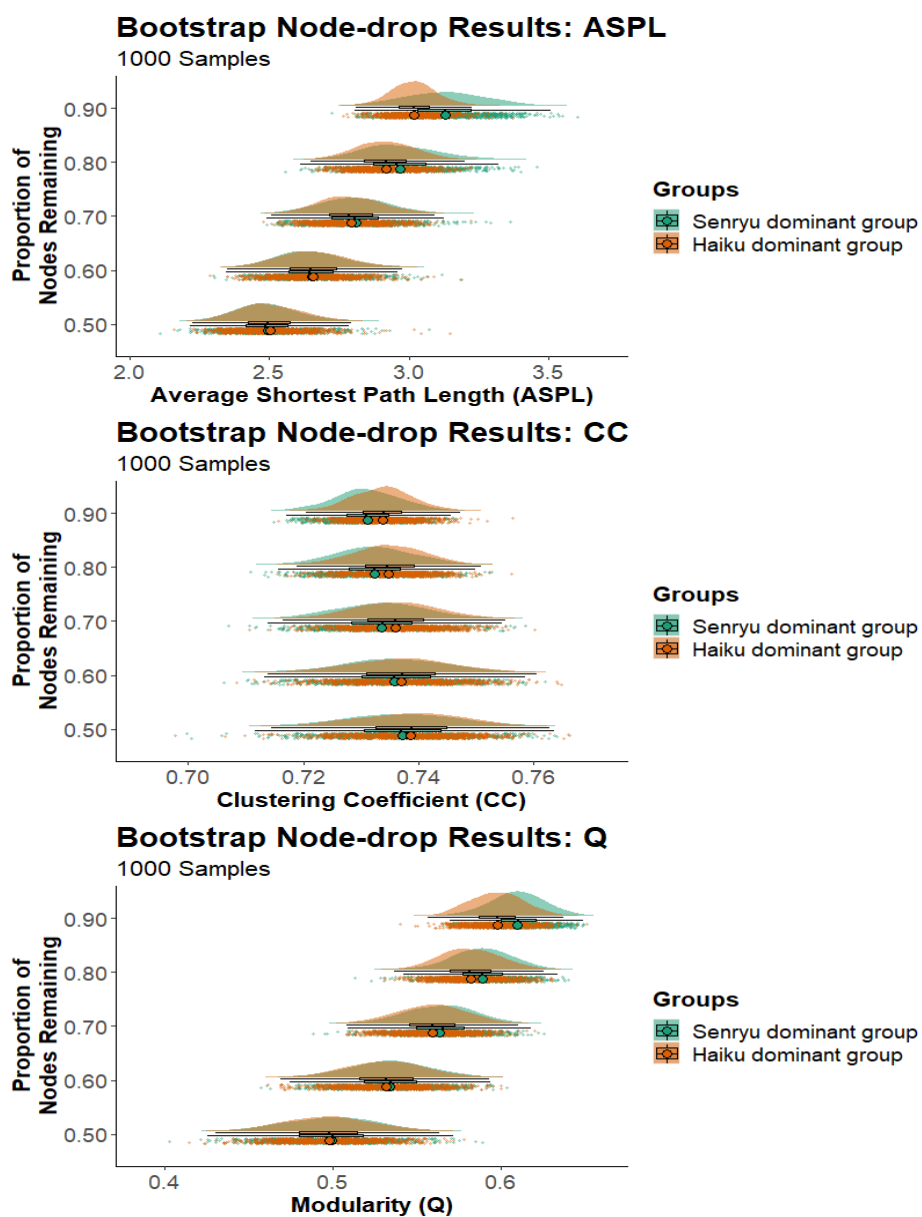 Bootstrap Node-drop Results: ASPL
1000 Samples
Proportion of
Nodes Remaining
0.90
0.80
0.70
0.60
0.50
2.0 2.5 3.0 3.5
Average Shortest Path Length (ASPL)
Groups
Senryu dominant group
Haiku dominant group
Bootstrap Node-drop Results: CC
1000 Samples
Proportion of
Nodes Remaining
0.90
0.80
0.70
0.60
0.50
0.70 0.72 0.74 0.76
Clustering Coefficient (CC)
Groups
Senryu dominant group
Haiku dominant group
Bootstrap Node-drop Results: Q
1000 Samples
Proportion of
Nodes Remaining
0.90
0.80
0.70
0.60
0.50
0.4 0.5 0.6
Modularity (Q)
Groups
Senryu dominant group
Haiku dominant group